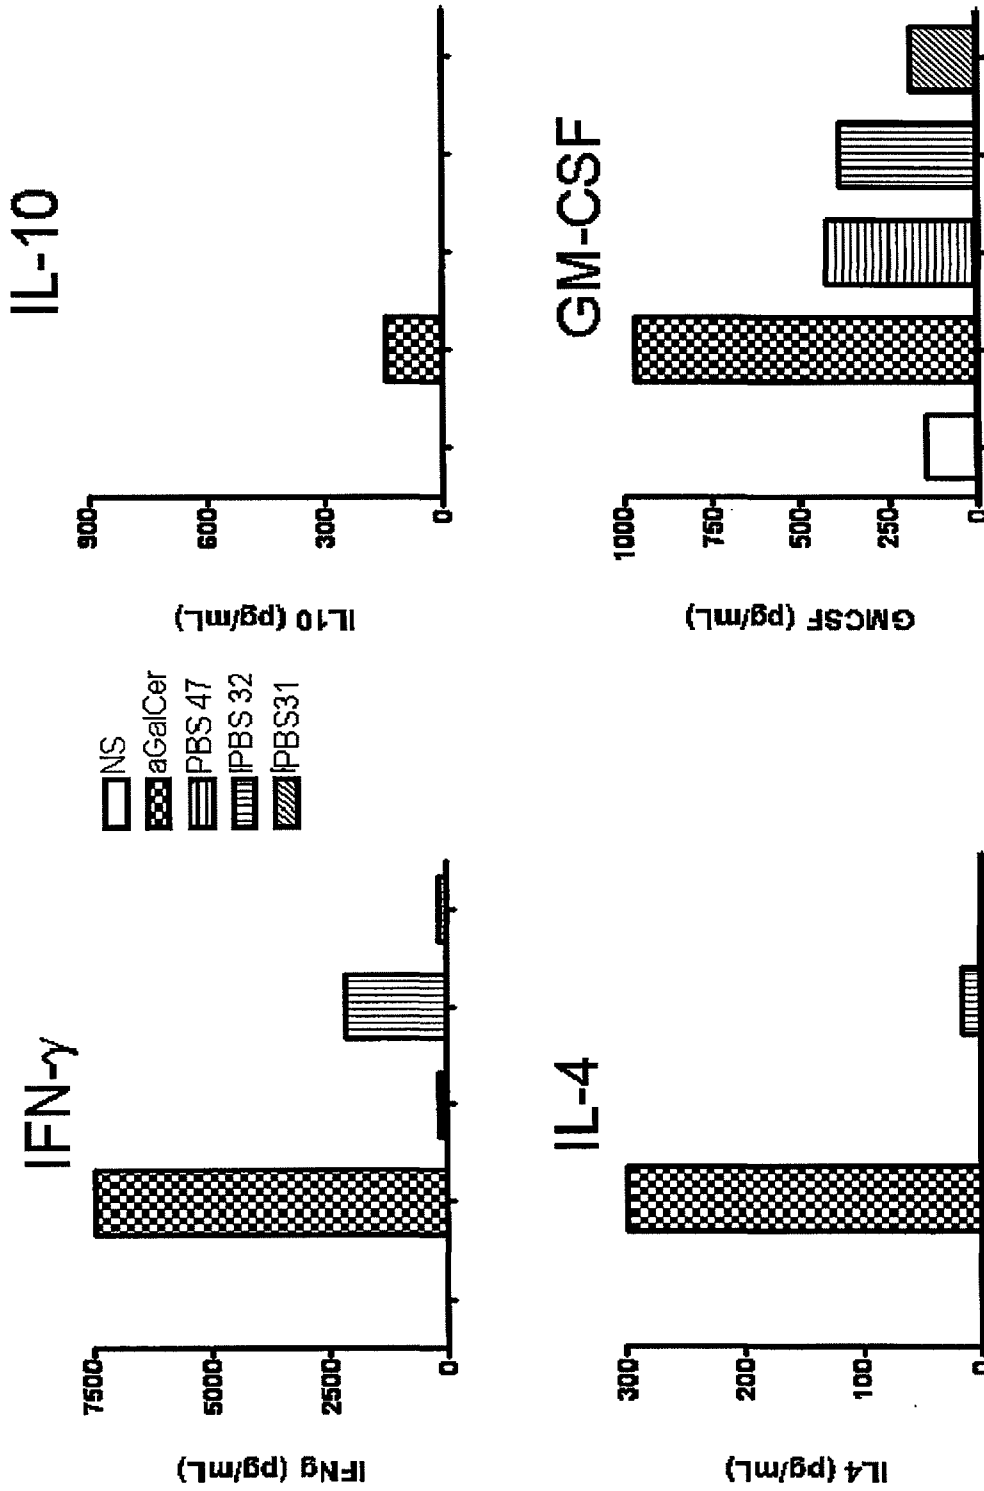 IFN-γ
IFNg (pg/mL)
7500
5000
2500
0
NS
aGalCer
PBS 47
PBS 32
PBS31
IL-10
IL10 (pg/mL)
900
600
300
0
IL-4
IL4 (pg/mL)
300
200
100
0
GM-CSF
GMCSF (pg/mL)
1000
750
500
250
0